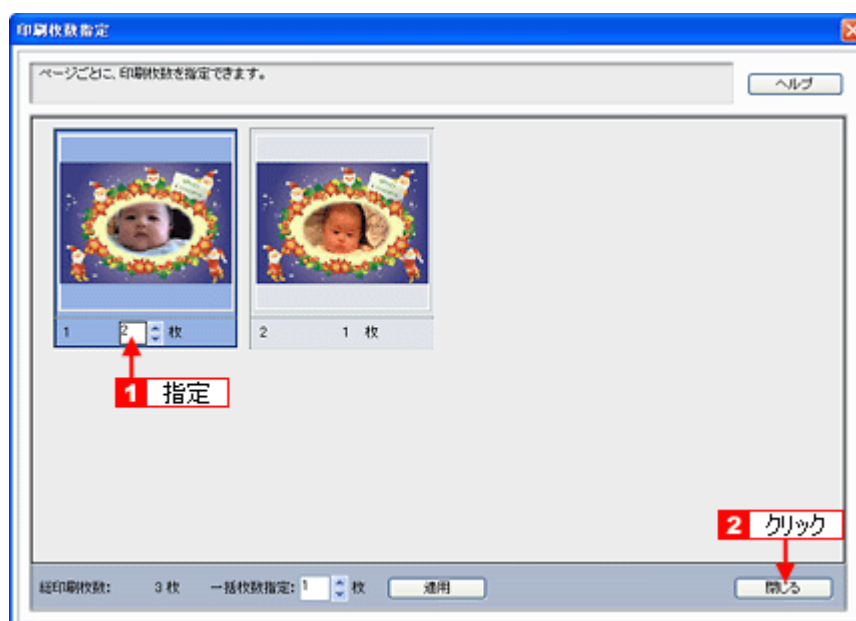 印刷枚数指定
ページごとに、印刷枚数を指定できます。
ヘルプ
1 2 枚
2 1 枚
1 指定
2 クリック
総印刷枚数: 3 枚 一括枚数指定: 1 枚 適用 閉じる